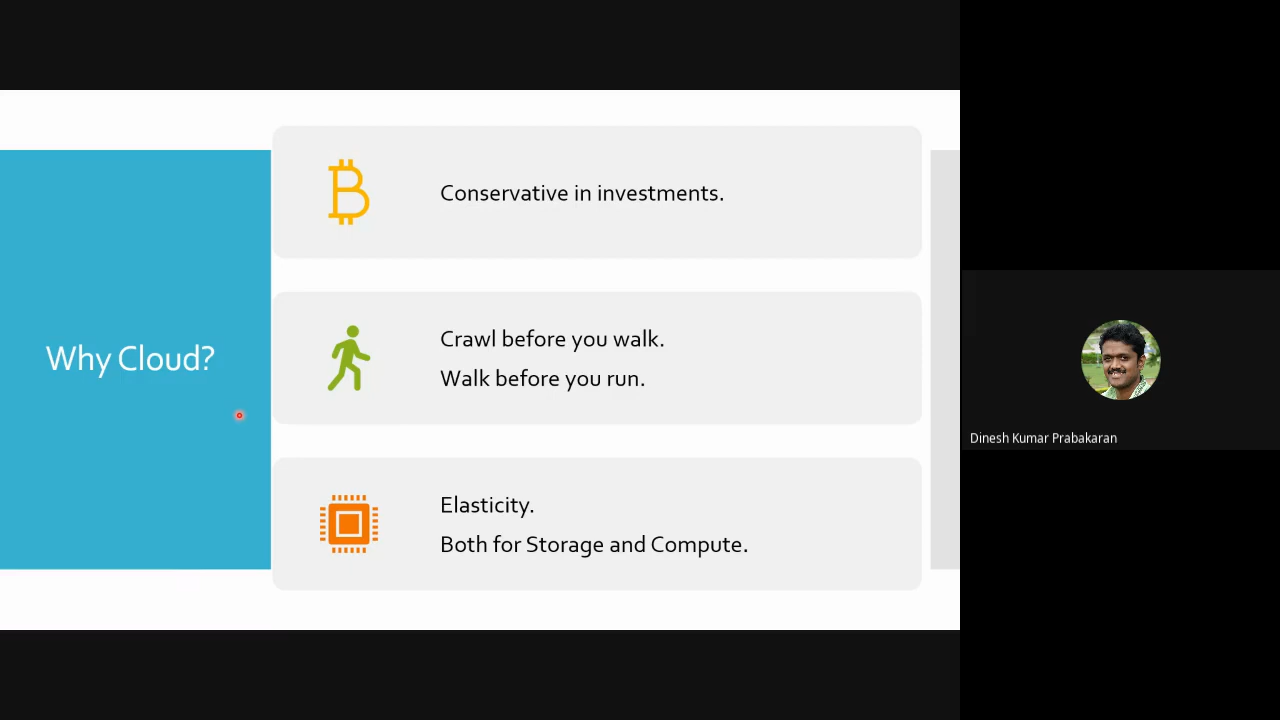 Why Cloud?
Conservative in investments.
Crawl before you walk.
Walk before you run.
Elasticity.
Both for Storage and Compute.
Dinesh Kumar Prabakaran